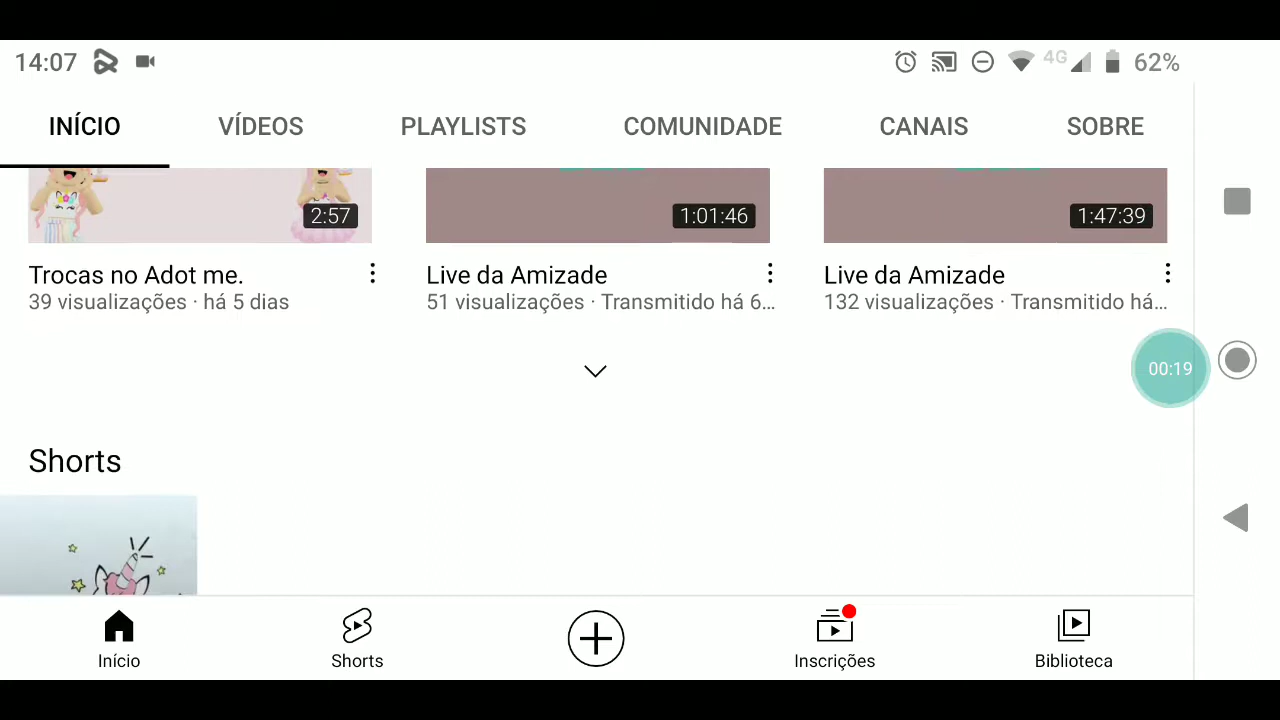 14:07 4G 62%
INÍCIO VÍDEOS PLAYLISTS COMUNIDADE CANAIS SOBRE
2:57 1:01:46 1:47:39
Trocas no Adot me. Live da Amizade Live da Amizade
39 visualizações · há 5 dias 51 visualizações · Transmitido há 6... 132 visualizações · Transmitido há...
00:19
Shorts
Início Shorts Inscrições Biblioteca